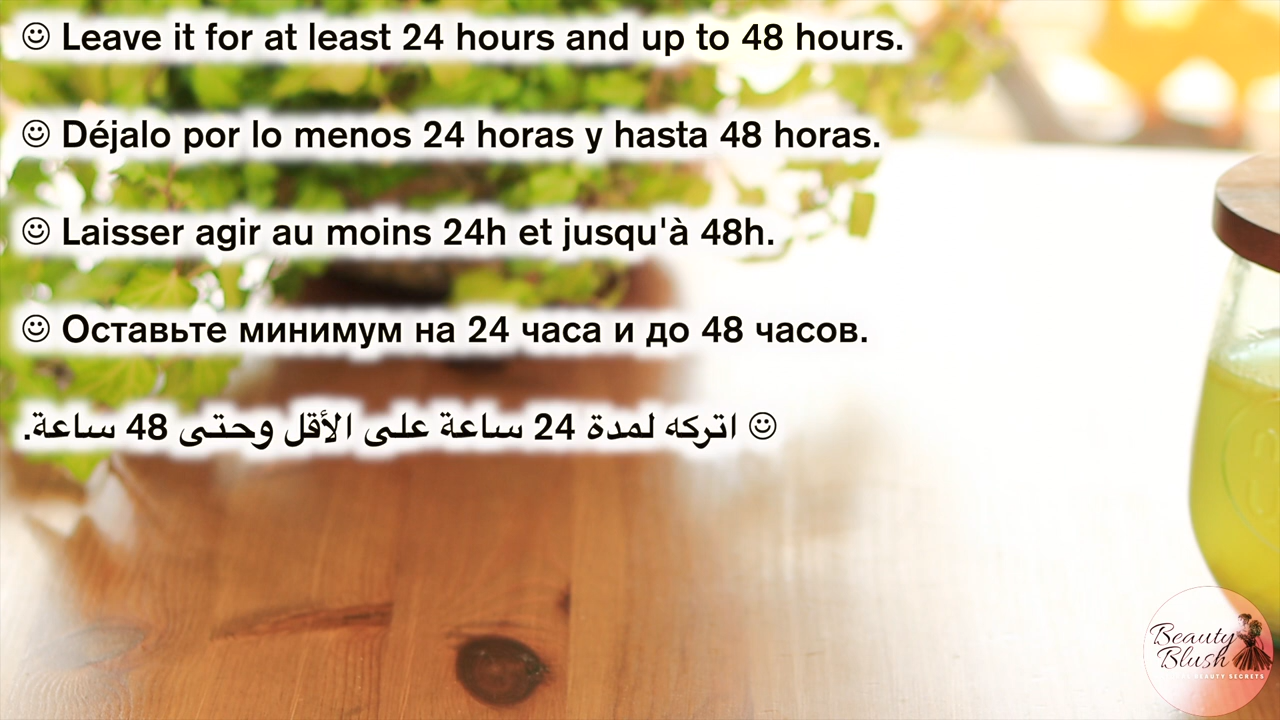 ☺ Leave it for at least 24 hours and up to 48 hours.
☺ Déjalo por lo menos 24 horas y hasta 48 horas.
☺ Laisser agir au moins 24h et jusqu'à 48h.
☺ Оставьте минимум на 24 часа и до 48 часов.
☺ اتركه لمدة 24 ساعة على الأقل وحتى 48 ساعة.
Beauty
Blush
BEAUTY SECRETS